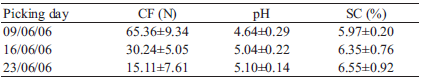 Picking day CF (N) pH SC (%)
09/06/06 65.36±9.34 4.64±0.29 5.97±0.20
16/06/06 30.24±5.05 5.04±0.22 6.35±0.76
23/06/06 15.11±7.61 5.10±0.14 6.55±0.92